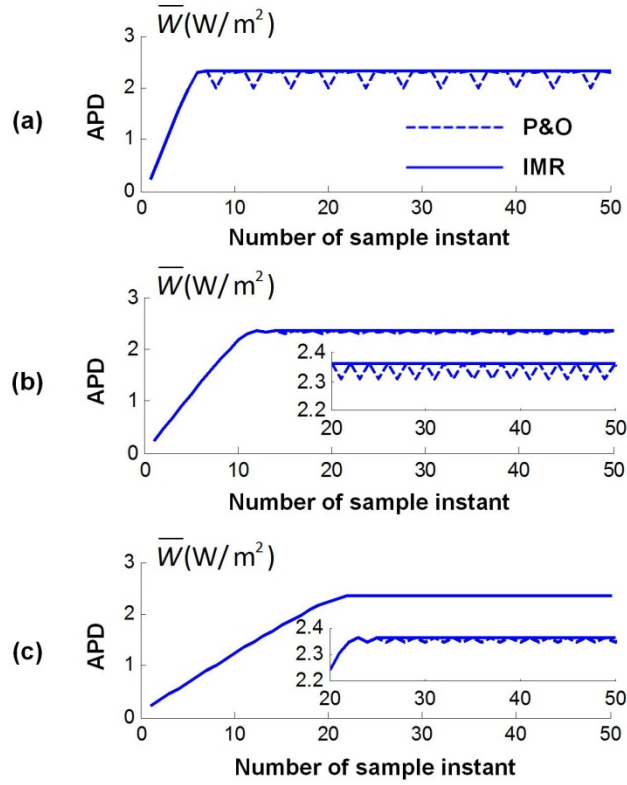 W̅(W/m²)
3
2
1
0
APD
(a)
P&O
IMR
0 10 20 30 40 50
Number of sample instant
W̅(W/m²)
3
2
1
0
APD
(b)
2.4
2.3
2.2
20 30 40 50
0 10 20 30 40 50
Number of sample instant
W̅(W/m²)
3
2
1
0
APD
(c)
2.4
2.3
2.2
20 30 40 50
0 10 20 30 40 50
Number of sample instant